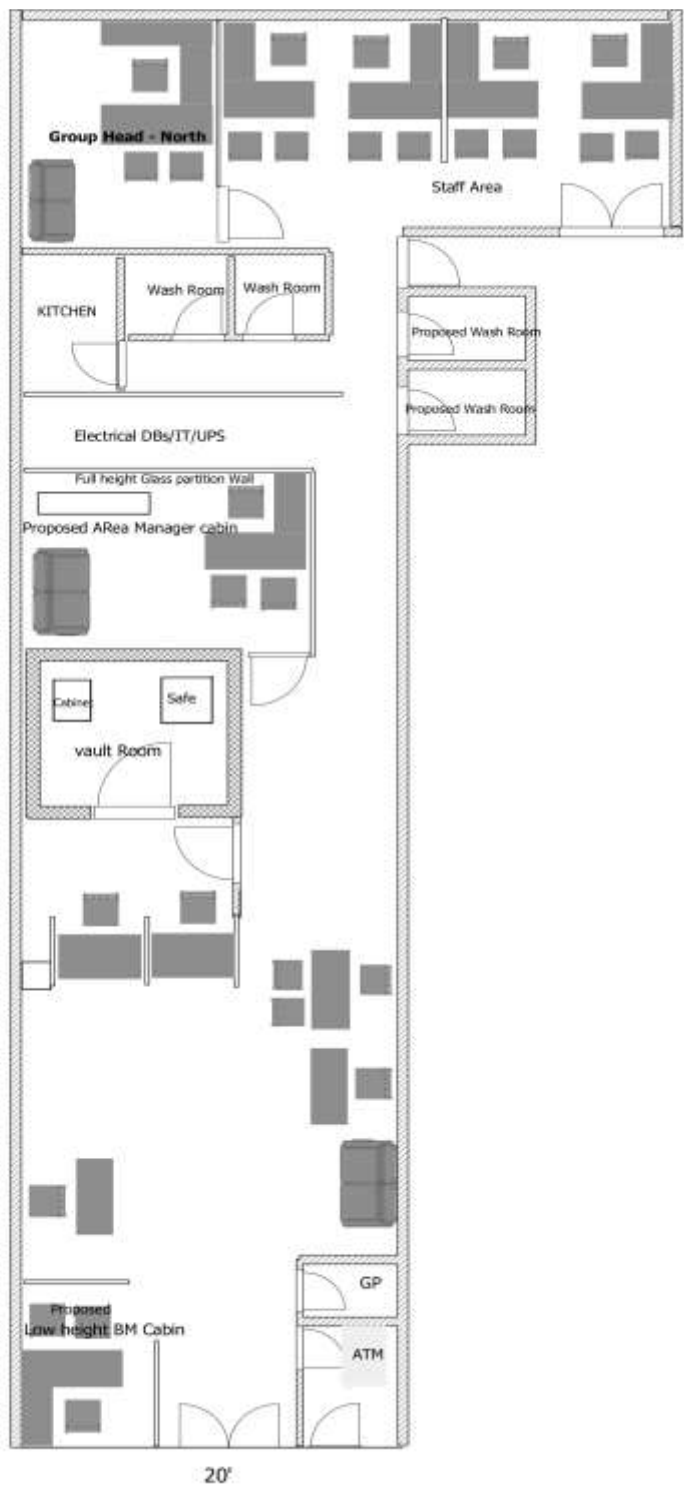 Group Head - North
Staff Area
Wash Room
Wash Room
KITCHEN
Proposed Wash Room
Proposed Wash Room
Electrical DBs/IT/UPS
Full height Glass partition Wall
Proposed ARea Manager cabin
Cabinet
Safe
vault Room
GP
Proposed
Low height BM Cabin
ATM
20'